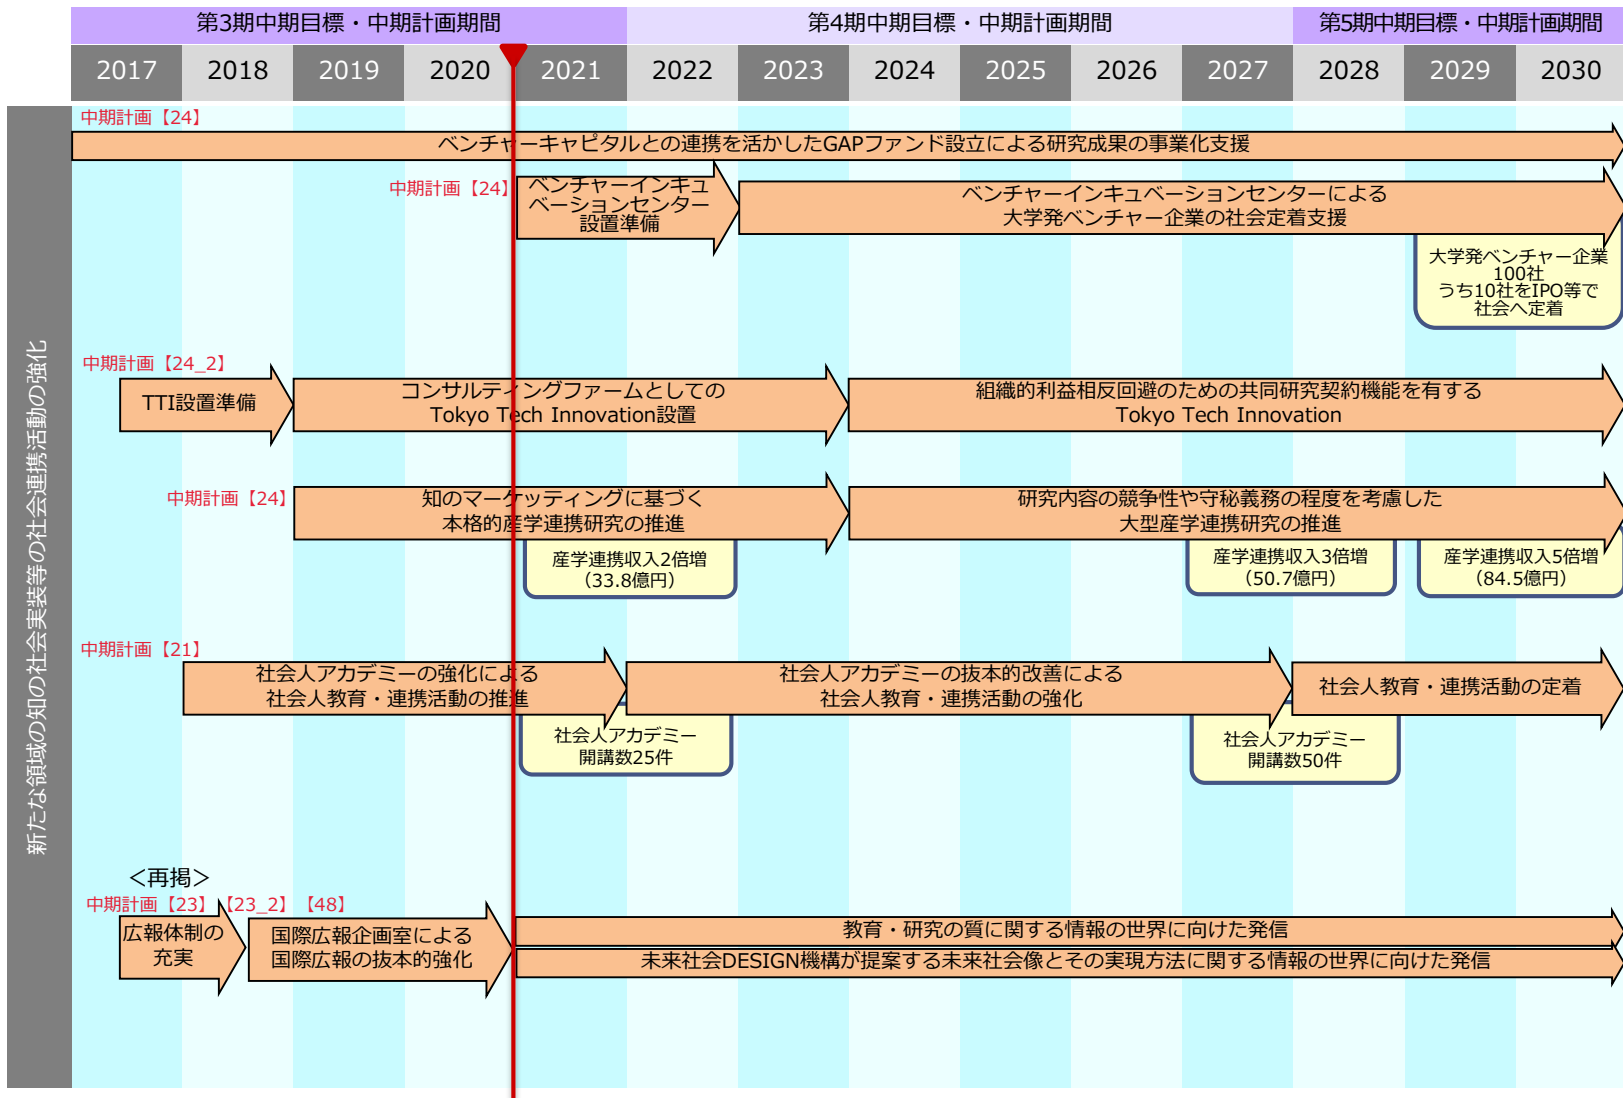 第3期中期目標・中期計画期間
第4期中期目標・中期計画期間
第5期中期目標・中期計画期間
2017
2018
2019
2020
2021
2022
2023
2024
2025
2026
2027
2028
2029
2030
新たな領域の知の社会実装等の社会連携活動の強化
中期計画【24】
ベンチャーキャピタルとの連携を活かしたGAPファンド設立による研究成果の事業化支援
中期計画【24】
ベンチャーインキュ
ベーションセンター
設置準備
ベンチャーインキュベーションセンターによる
大学発ベンチャー企業の社会定着支援
大学発ベンチャー企業
100社
うち10社をIPO等で
社会へ定着
中期計画【24_2】
TTI設置準備
コンサルティングファームとしての
Tokyo Tech Innovation設置
組織的利益相反回避のための共同研究契約機能を有する
Tokyo Tech Innovation
中期計画【24】
知のマーケッティングに基づく
本格的産学連携研究の推進
研究内容の競争性や守秘義務の程度を考慮した
大型産学連携研究の推進
産学連携収入2倍増
（33.8億円）
産学連携収入3倍増
（50.7億円）
産学連携収入5倍増
（84.5億円）
中期計画【21】
社会人アカデミーの強化による
社会人教育・連携活動の推進
社会人アカデミーの抜本的改善による
社会人教育・連携活動の強化
社会人教育・連携活動の定着
社会人アカデミー
開講数25件
社会人アカデミー
開講数50件
＜再掲＞
中期計画【23】【23_2】【48】
広報体制の
充実
国際広報企画室による
国際広報の抜本的強化
教育・研究の質に関する情報の世界に向けた発信
未来社会DESIGN機構が提案する未来社会像とその実現方法に関する情報の世界に向けた発信